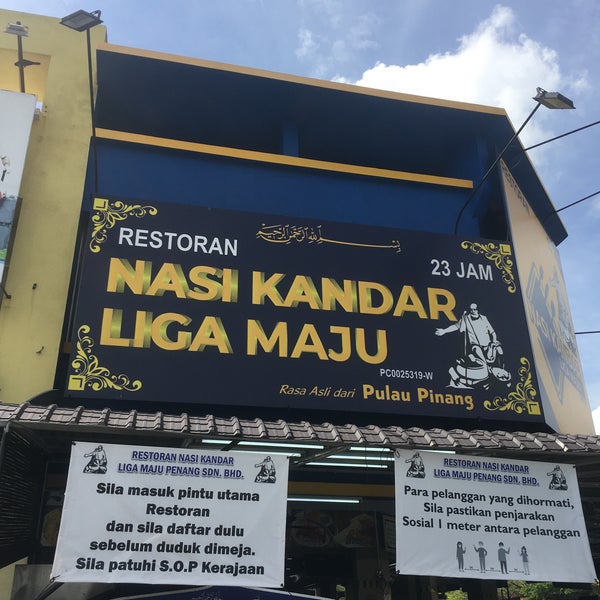 بسم الله الرحمن الرحيم
RESTORAN
23 JAM
NASI KANDAR
LIGA MAJU
PC0025319-W
Rasa Asli dari Pulau Pinang
RESTORAN NASI KANDAR
LIGA MAJU PENANG SDN. BHD.
Sila masuk pintu utama
Restoran
dan sila daftar dulu
sebelum duduk dimeja.
Sila patuhi S.O.P Kerajaan
RESTORAN NASI KANDAR
LIGA MAJU PENANG SDN. BHD.
Para pelanggan yang dihormati,
Sila pastikan penjarakan
Sosial 1 meter antara pelanggan